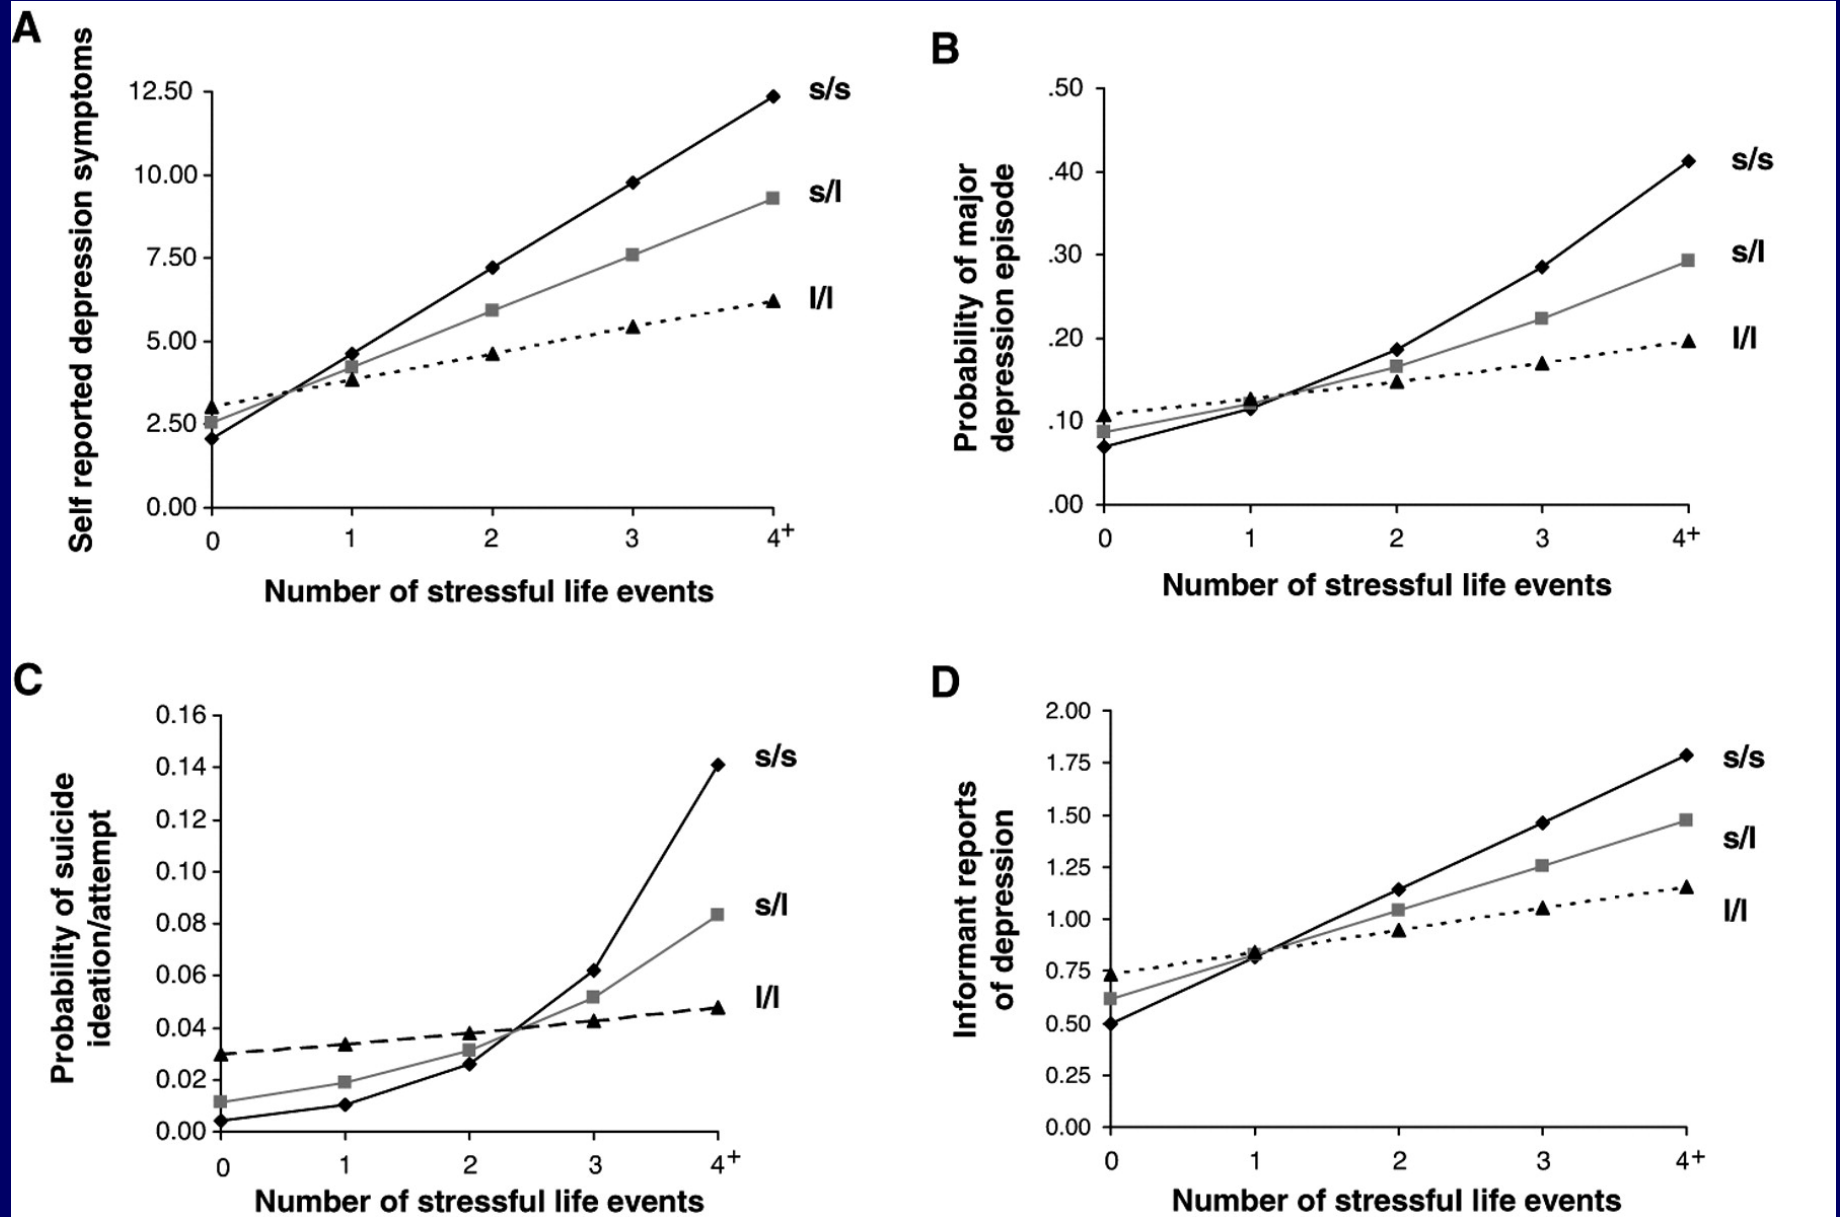 A
Self reported depression symptoms
12.50
10.00
7.50
5.00
2.50
0.00
s/s
s/l
l/l
0 1 2 3 4+
Number of stressful life events
B
Probability of major
depression episode
.50
.40
.30
.20
.10
.00
s/s
s/l
l/l
0 1 2 3 4+
Number of stressful life events
C
Probability of suicide
ideation/attempt
0.16
0.14
0.12
0.10
0.08
0.06
0.04
0.02
0.00
s/s
s/l
l/l
0 1 2 3 4+
Number of stressful life events
D
Informant reports
of depression
2.00
1.75
1.50
1.25
1.00
0.75
0.50
0.25
0.00
s/s
s/l
l/l
0 1 2 3 4+
Number of stressful life events